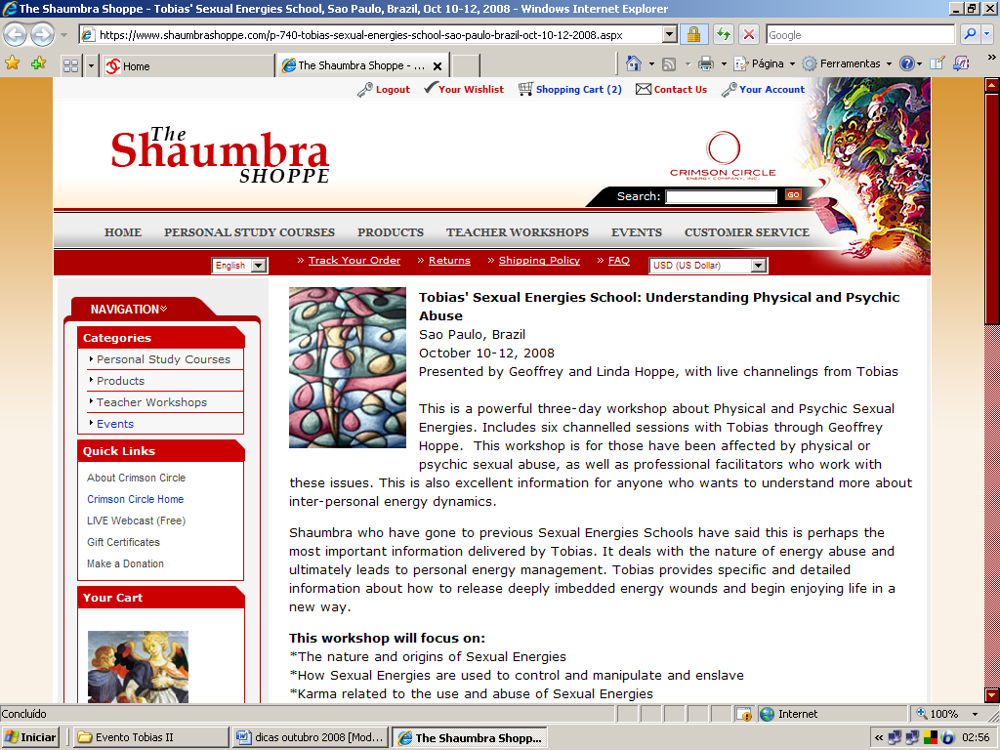 The Shaumbra Shoppe - Tobias' Sexual Energies School, Sao Paulo, Brazil, Oct 10-12, 2008 - Windows Internet Explorer
https://www.shaumbrashoppe.com/p-740-tobias-sexual-energies-school-sao-paulo-brazil-oct-10-12-2008.aspx
Google
Home
The Shaumbra Shoppe - ...
Página
Ferramentas
Logout
Your Wishlist
Shopping Cart (2)
Contact Us
Your Account
The
Shaumbra
SHOPPE
CRIMSON CIRCLE
ENERGY COMPANY, INC.
Search:
GO
HOME
PERSONAL STUDY COURSES
PRODUCTS
TEACHER WORKSHOPS
EVENTS
CUSTOMER SERVICE
English
» Track Your Order
» Returns
» Shipping Policy
» FAQ
USD (US Dollar)
NAVIGATION
Categories
Personal Study Courses
Products
Teacher Workshops
Events
Quick Links
About Crimson Circle
Crimson Circle Home
LIVE Webcast (Free)
Gift Certificates
Make a Donation
Your Cart
Tobias' Sexual Energies School: Understanding Physical and Psychic
Abuse
Sao Paulo, Brazil
October 10-12, 2008
Presented by Geoffrey and Linda Hoppe, with live channelings from Tobias
This is a powerful three-day workshop about Physical and Psychic Sexual
Energies. Includes six channelled sessions with Tobias through Geoffrey
Hoppe.  This workshop is for those have been affected by physical or
psychic sexual abuse, as well as professional facilitators who work with
these issues. This is also excellent information for anyone who wants to understand more about
inter-personal energy dynamics.
Shaumbra who have gone to previous Sexual Energies Schools have said this is perhaps the
most important information delivered by Tobias. It deals with the nature of energy abuse and
ultimately leads to personal energy management. Tobias provides specific and detailed
information about how to release deeply imbedded energy wounds and begin enjoying life in a
new way.
This workshop will focus on:
*The nature and origins of Sexual Energies
*How Sexual Energies are used to control and manipulate and enslave
*Karma related to the use and abuse of Sexual Energies
Concluído
Internet
100%
Iniciar
Evento Tobias II
dicas outubro 2008 [Mod...
The Shaumbra Shopp...
02:56